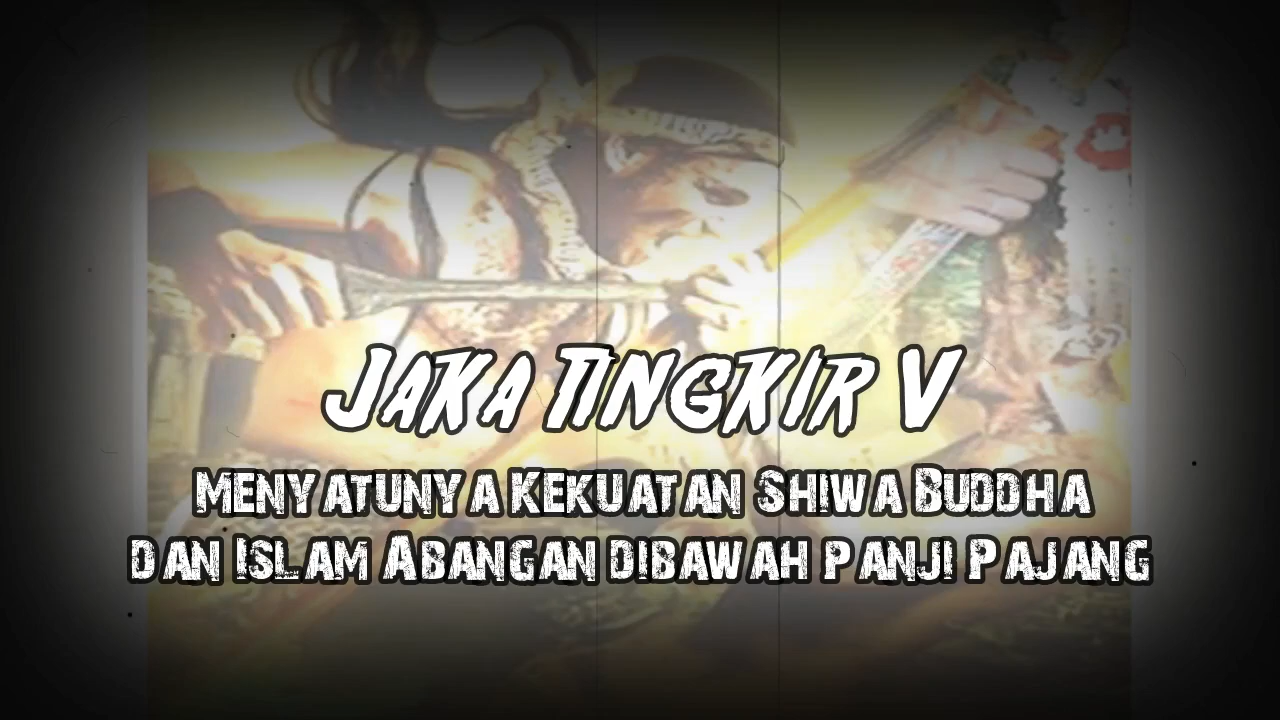 Jaka Tingkir V
Menyatunya Kekuatan Shiwa Buddha
dan Islam Abangan dibawah panji Pajang